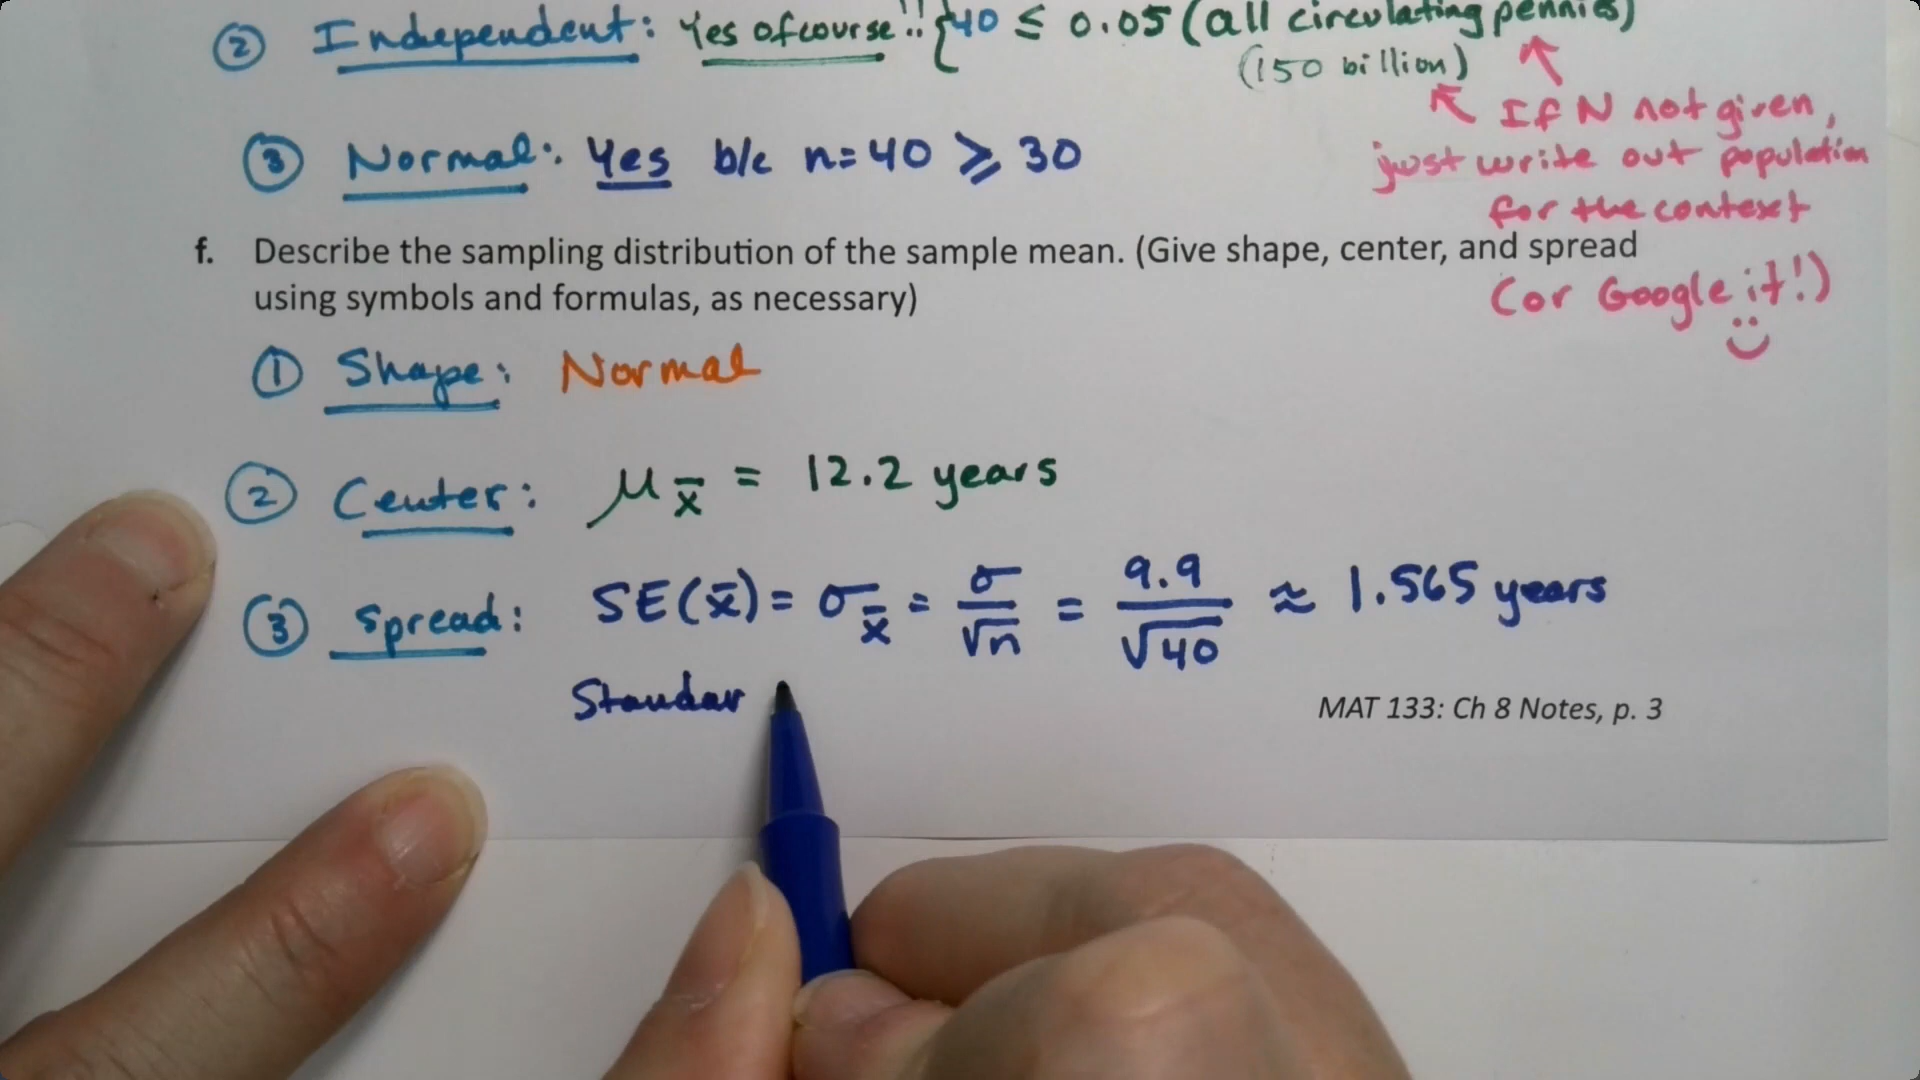 ② Independent: Yes of course!! {40 ≤ 0.05 (all circulating pennies)
(150 billion)
If N not given,
just write out population
for the context
(or Google it!)
③ Normal: Yes b/c n=40 ≥ 30
f. Describe the sampling distribution of the sample mean. (Give shape, center, and spread
using symbols and formulas, as necessary)
① Shape: Normal
② Center: μx̄ = 12.2 years
③ Spread: SE(x̄) = σx̄ = σ/√n = 9.9/√40 ≈ 1.565 years
Standar
MAT 133: Ch 8 Notes, p. 3